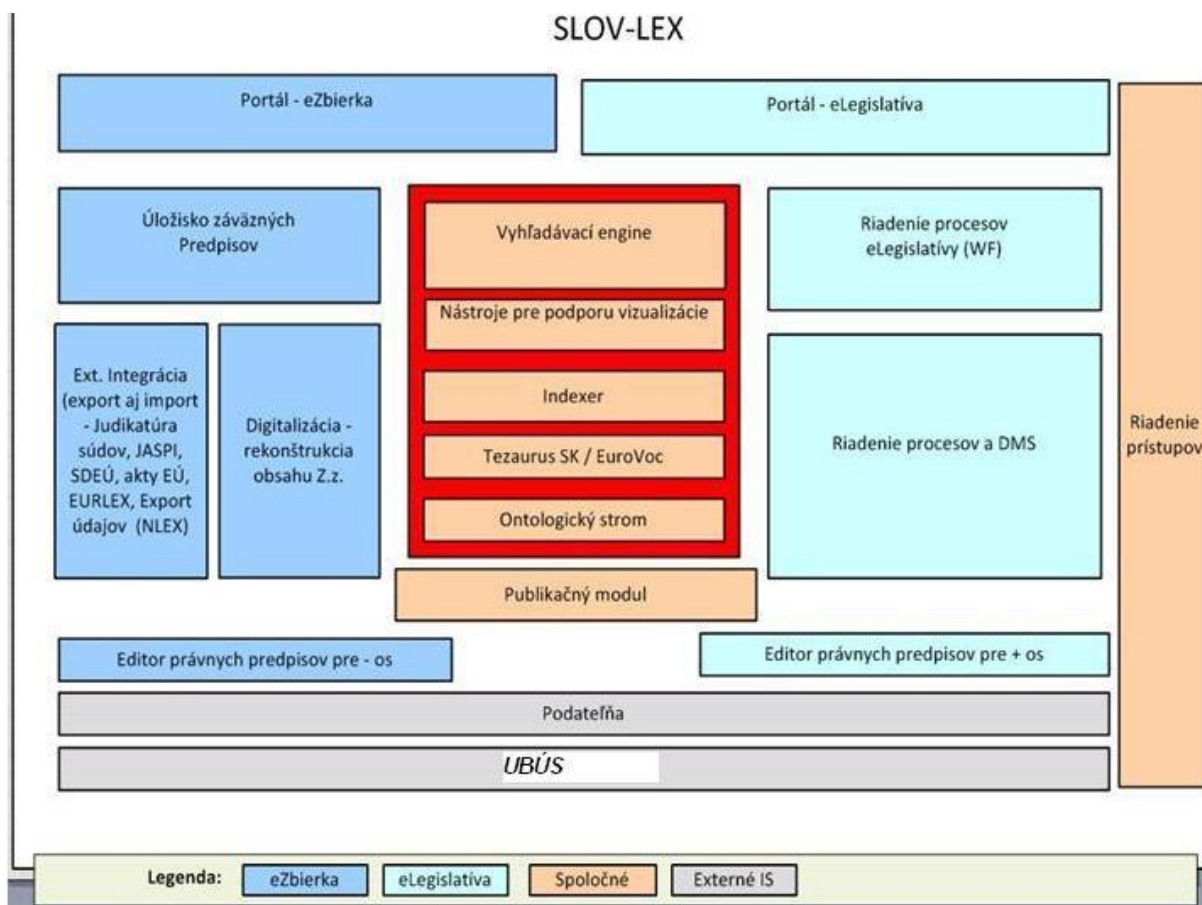 SLOV-LEX
Portál - eZbierka
Portál - eLegislatíva
Úložisko záväzných
Predpisov
Vyhľadávací engine
Riadenie procesov
eLegislatívy (WF)
Nástroje pre podporu vizualizácie
Ext. Integrácia
(export aj import
- Judikatúra
súdov, JASPI,
SDEÚ, akty EÚ,
EURLEX, Export
údajov (NLEX)
Digitalizácia -
rekonštrukcia
obsahu Z.z.
Indexer
Tezaurus SK / EuroVoc
Ontologický strom
Riadenie procesov a DMS
Riadenie
prístupov
Publikačný modul
Editor právnych predpisov pre - os
Editor právnych predpisov pre + os
Podateľňa
UBÚS
Legenda:
eZbierka
eLegislatíva
Spoločné
Externé IS